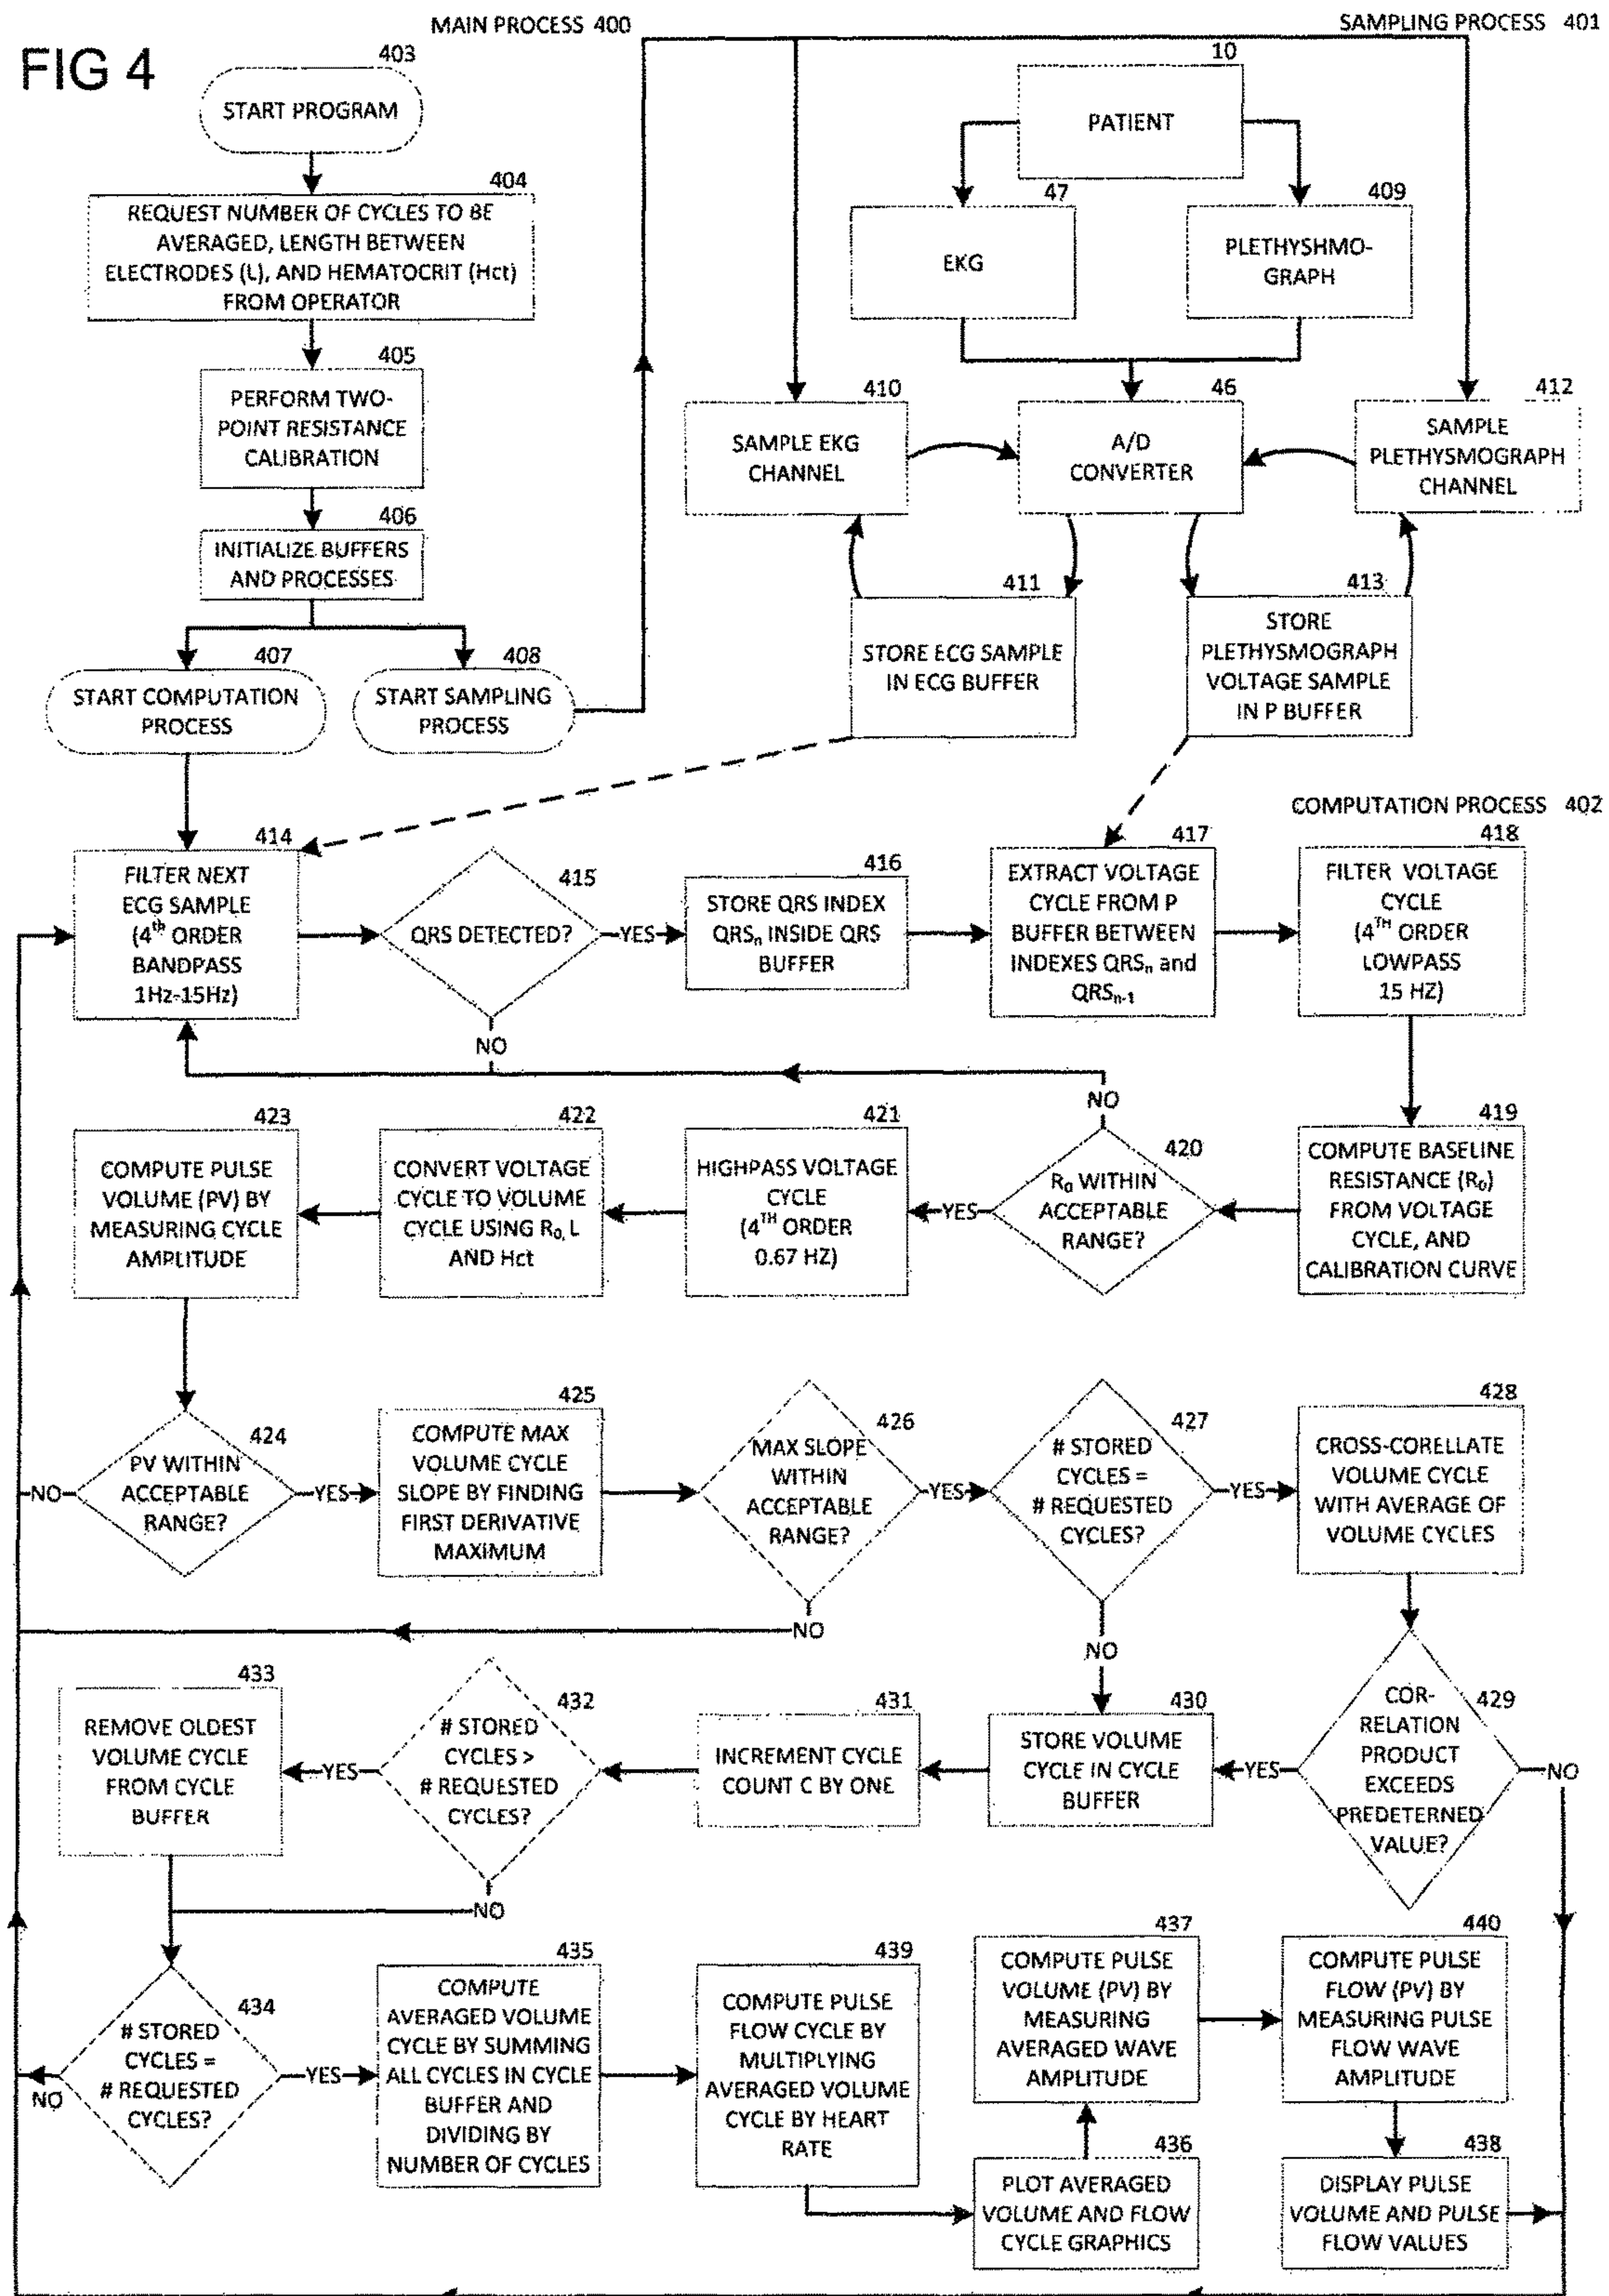 FIG 4
MAIN PROCESS 400
SAMPLING PROCESS 401
403
START PROGRAM
404
REQUEST NUMBER OF CYCLES TO BE
AVERAGED, LENGTH BETWEEN
ELECTRODES (L), AND HEMATOCRIT (Hct)
FROM OPERATOR
405
PERFORM TWO-
POINT RESISTANCE
CALIBRATION
406
INITIALIZE BUFFERS
AND PROCESSES
407
START COMPUTATION
PROCESS
408
START SAMPLING
PROCESS
10
PATIENT
47
EKG
409
PLETHYSHMO-
GRAPH
410
SAMPLE EKG
CHANNEL
46
A/D
CONVERTER
412
SAMPLE
PLETHYSMOGRAPH
CHANNEL
411
STORE ECG SAMPLE
IN ECG BUFFER
413
STORE
PLETHYSMOGRAPH
VOLTAGE SAMPLE
IN P BUFFER
COMPUTATION PROCESS 402
414
FILTER NEXT
ECG SAMPLE
(4th ORDER
BANDPASS
1Hz-15Hz)
415
QRS DETECTED?
YES
NO
416
STORE QRS INDEX
QRSn INSIDE QRS
BUFFER
417
EXTRACT VOLTAGE
CYCLE FROM P
BUFFER BETWEEN
INDEXES QRSn and
QRSn-1
418
FILTER VOLTAGE
CYCLE
(4TH ORDER
LOWPASS
15 HZ)
419
COMPUTE BASELINE
RESISTANCE (R0)
FROM VOLTAGE
CYCLE, AND
CALIBRATION CURVE
420
R0 WITHIN
ACCEPTABLE
RANGE?
NO
YES
421
HIGHPASS VOLTAGE
CYCLE
(4TH ORDER
0.67 HZ)
422
CONVERT VOLTAGE
CYCLE TO VOLUME
CYCLE USING R0, L
AND Hct
423
COMPUTE PULSE
VOLUME (PV) BY
MEASURING CYCLE
AMPLITUDE
424
PV WITHIN
ACCEPTABLE
RANGE?
NO
YES
425
COMPUTE MAX
VOLUME CYCLE
SLOPE BY FINDING
FIRST DERIVATIVE
MAXIMUM
426
MAX SLOPE
WITHIN
ACCEPTABLE
RANGE?
YES
NO
427
# STORED
CYCLES =
# REQUESTED
CYCLES?
YES
NO
428
CROSS-CORELLATE
VOLUME CYCLE
WITH AVERAGE OF
VOLUME CYCLES
429
COR-
RELATION
PRODUCT
EXCEEDS
PREDETERNED
VALUE?
NO
YES
430
STORE VOLUME
CYCLE IN CYCLE
BUFFER
431
INCREMENT CYCLE
COUNT C BY ONE
432
# STORED
CYCLES >
# REQUESTED
CYCLES?
YES
NO
433
REMOVE OLDEST
VOLUME CYCLE
FROM CYCLE
BUFFER
434
# STORED
CYCLES =
# REQUESTED
CYCLES?
NO
YES
435
COMPUTE
AVERAGED VOLUME
CYCLE BY SUMMING
ALL CYCLES IN CYCLE
BUFFER AND
DIVIDING BY
NUMBER OF CYCLES
439
COMPUTE PULSE
FLOW CYCLE BY
MULTIPLYING
AVERAGED VOLUME
CYCLE BY HEART
RATE
437
COMPUTE PULSE
VOLUME (PV) BY
MEASURING
AVERAGED WAVE
AMPLITUDE
436
PLOT AVERAGED
VOLUME AND FLOW
CYCLE GRAPHICS
440
COMPUTE PULSE
FLOW (PV) BY
MEASURING PULSE
FLOW WAVE
AMPLITUDE
438
DISPLAY PULSE
VOLUME AND PULSE
FLOW VALUES